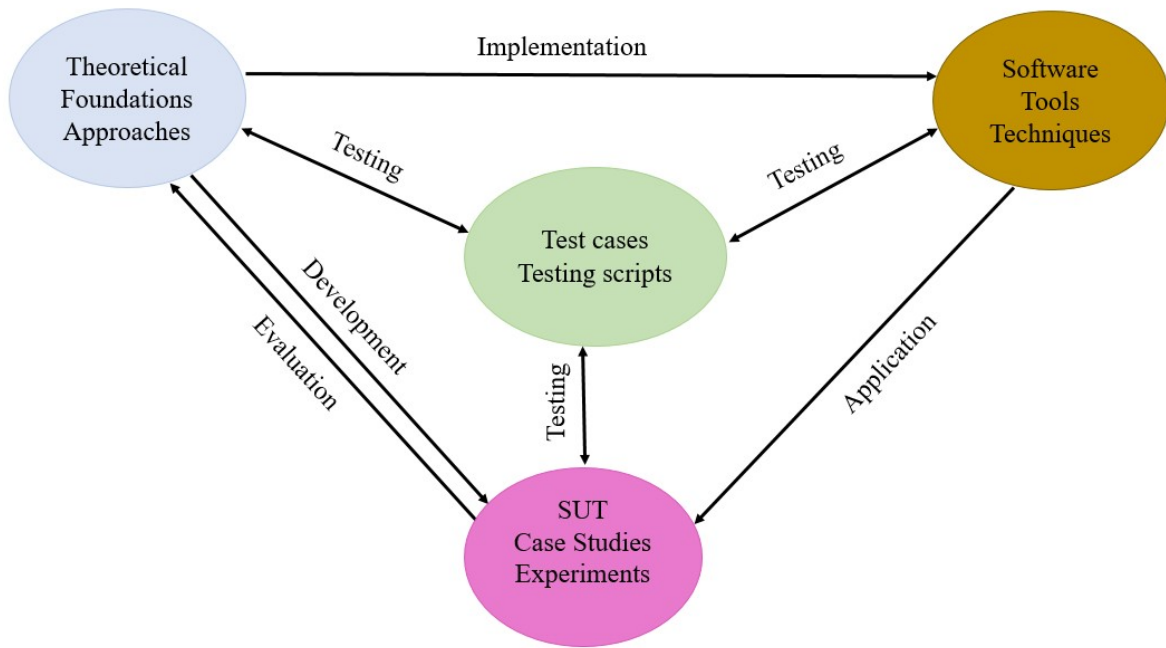 Implementation
Theoretical
Foundations
Approaches
Software
Tools
Techniques
Testing
Testing
Test cases
Testing scripts
Development
Evaluation
Application
Testing
SUT
Case Studies
Experiments